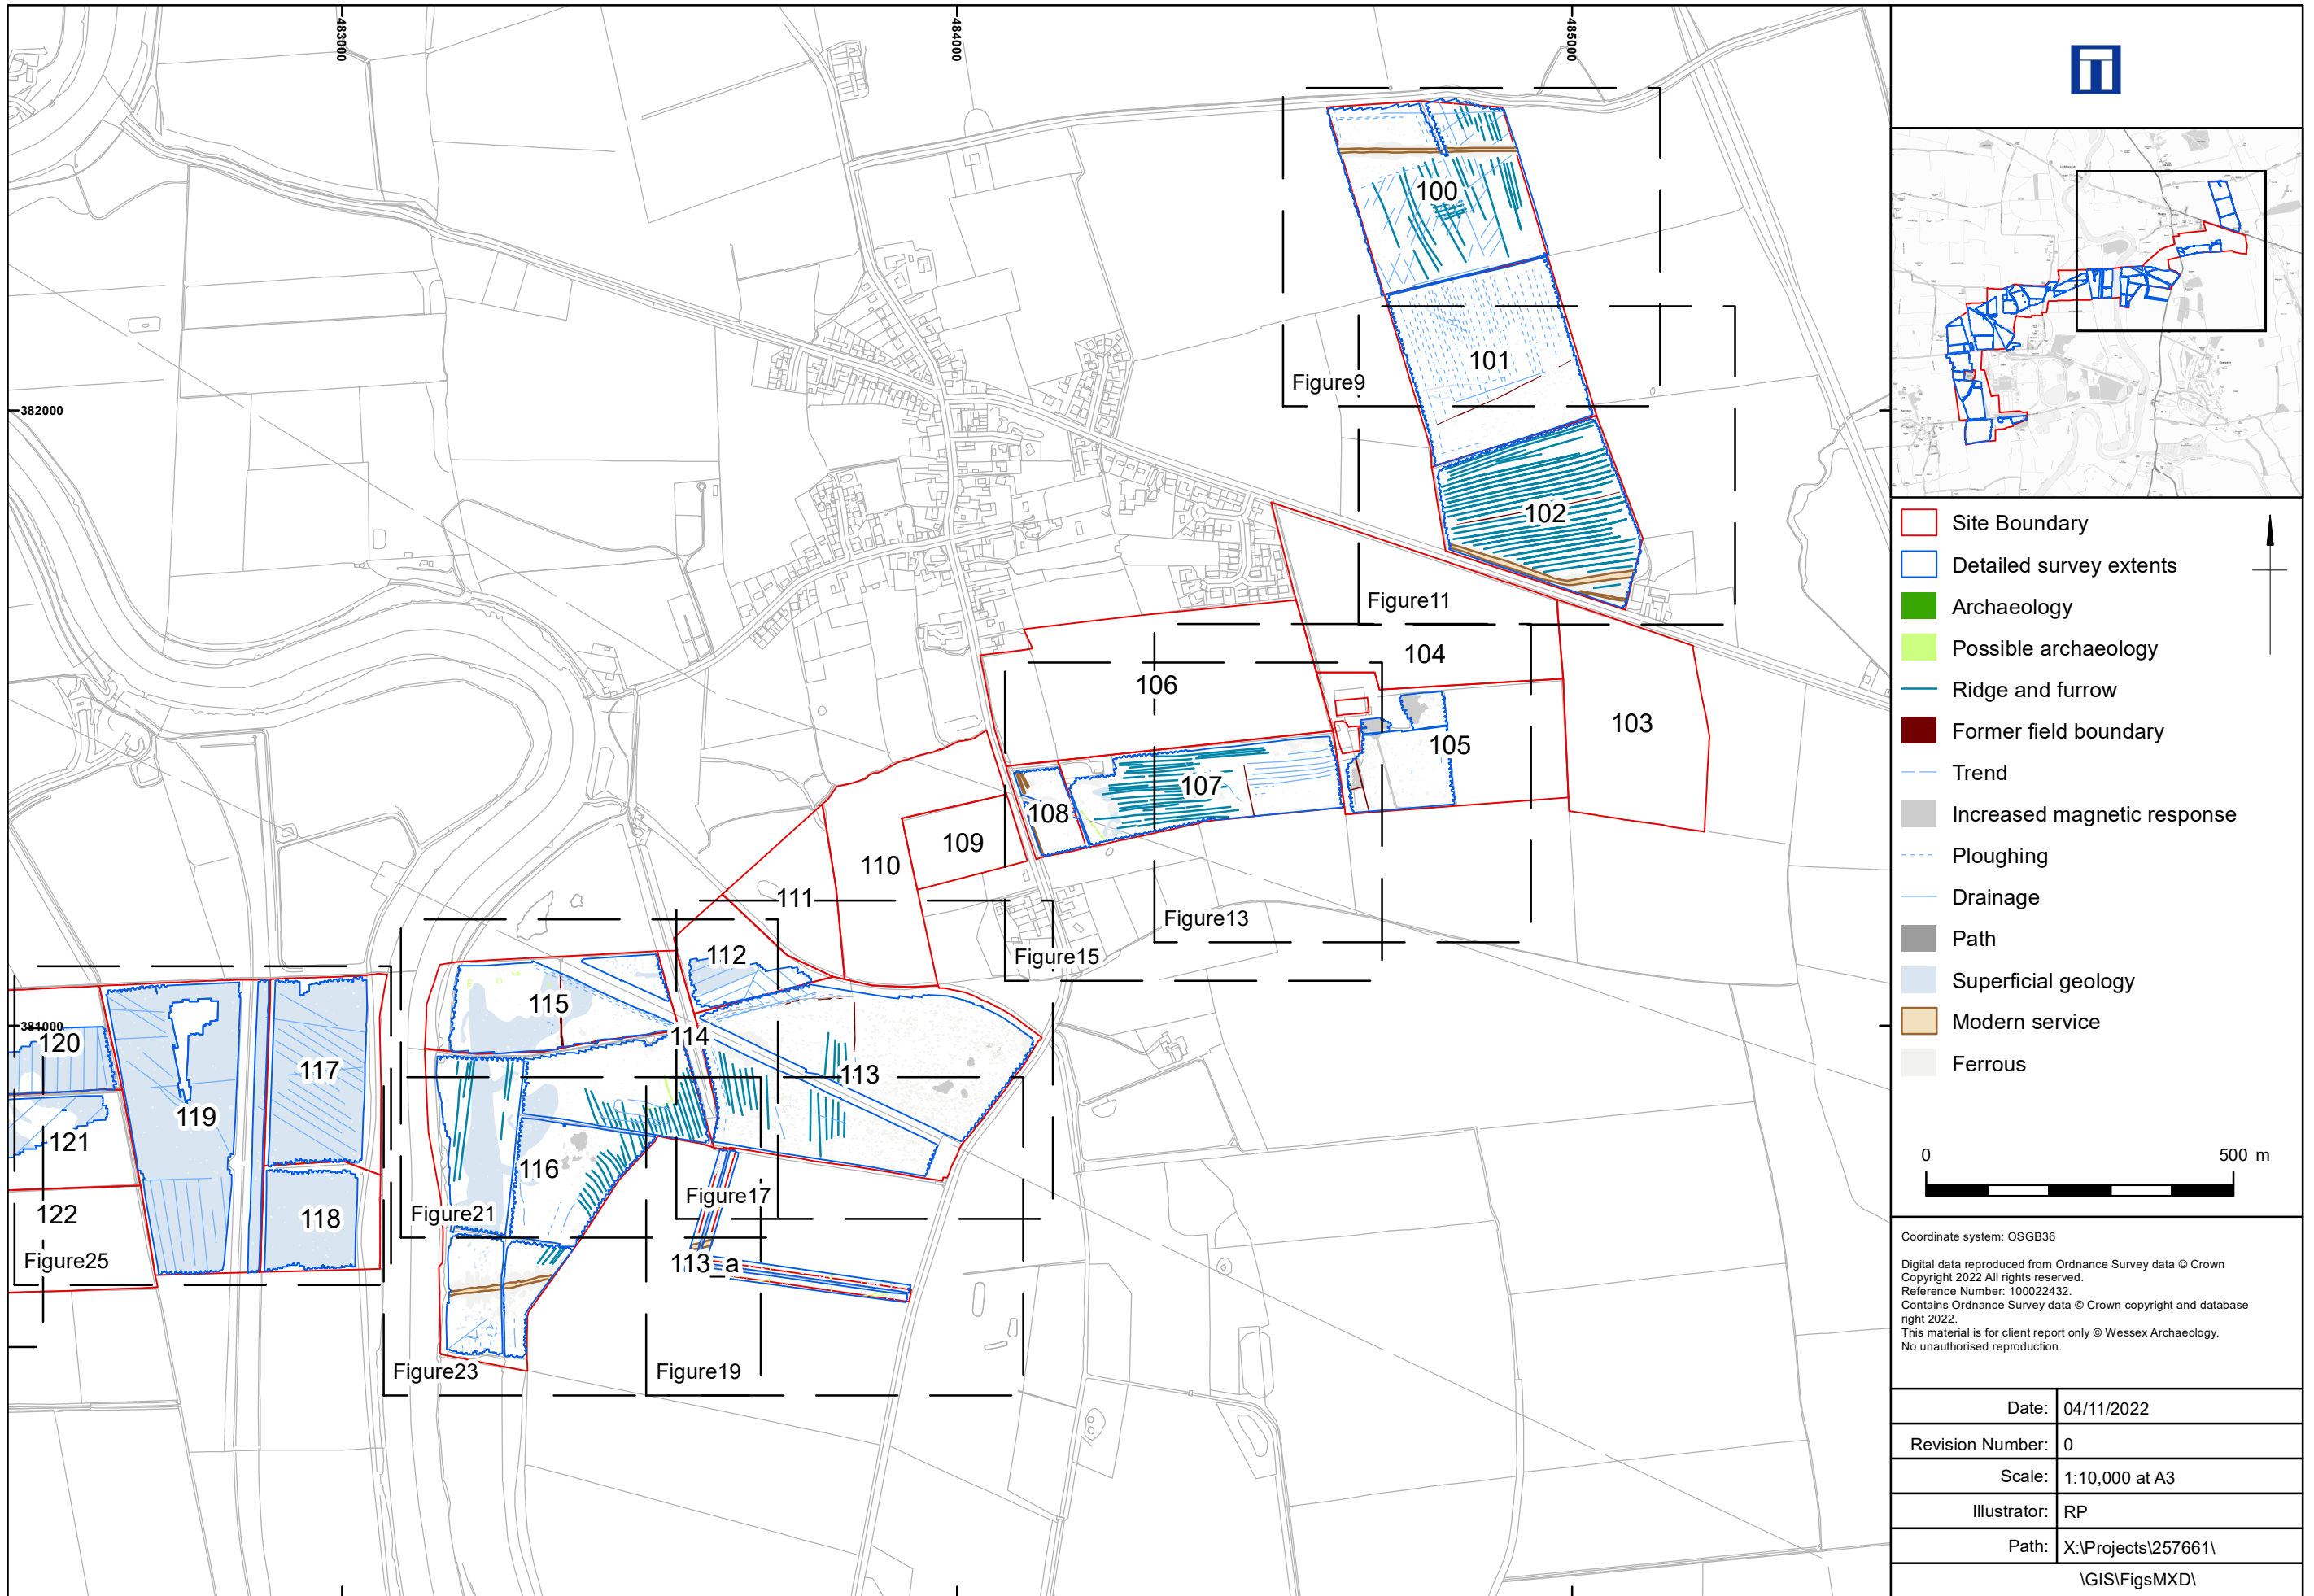 483000
484000
485000
382000
381000
100
Figure9
101
102
Figure11
104
106
103
105
107
108
109
110
111
Figure13
Figure15
112
115
114
113
120
117
119
121
116
118
122
Figure17
Figure21
Figure25
113_a
Figure23
Figure19
Site Boundary
Detailed survey extents
Archaeology
Possible archaeology
Ridge and furrow
Former field boundary
Trend
Increased magnetic response
Ploughing
Drainage
Path
Superficial geology
Modern service
Ferrous
0 500 m
Coordinate system: OSGB36
Digital data reproduced from Ordnance Survey data © Crown
Copyright 2022 All rights reserved.
Reference Number: 100022432.
Contains Ordnance Survey data © Crown copyright and database
right 2022.
This material is for client report only © Wessex Archaeology.
No unauthorised reproduction.
Date: 04/11/2022
Revision Number: 0
Scale: 1:10,000 at A3
Illustrator: RP
Path: X:\Projects\257661\
\GIS\FigsMXD\